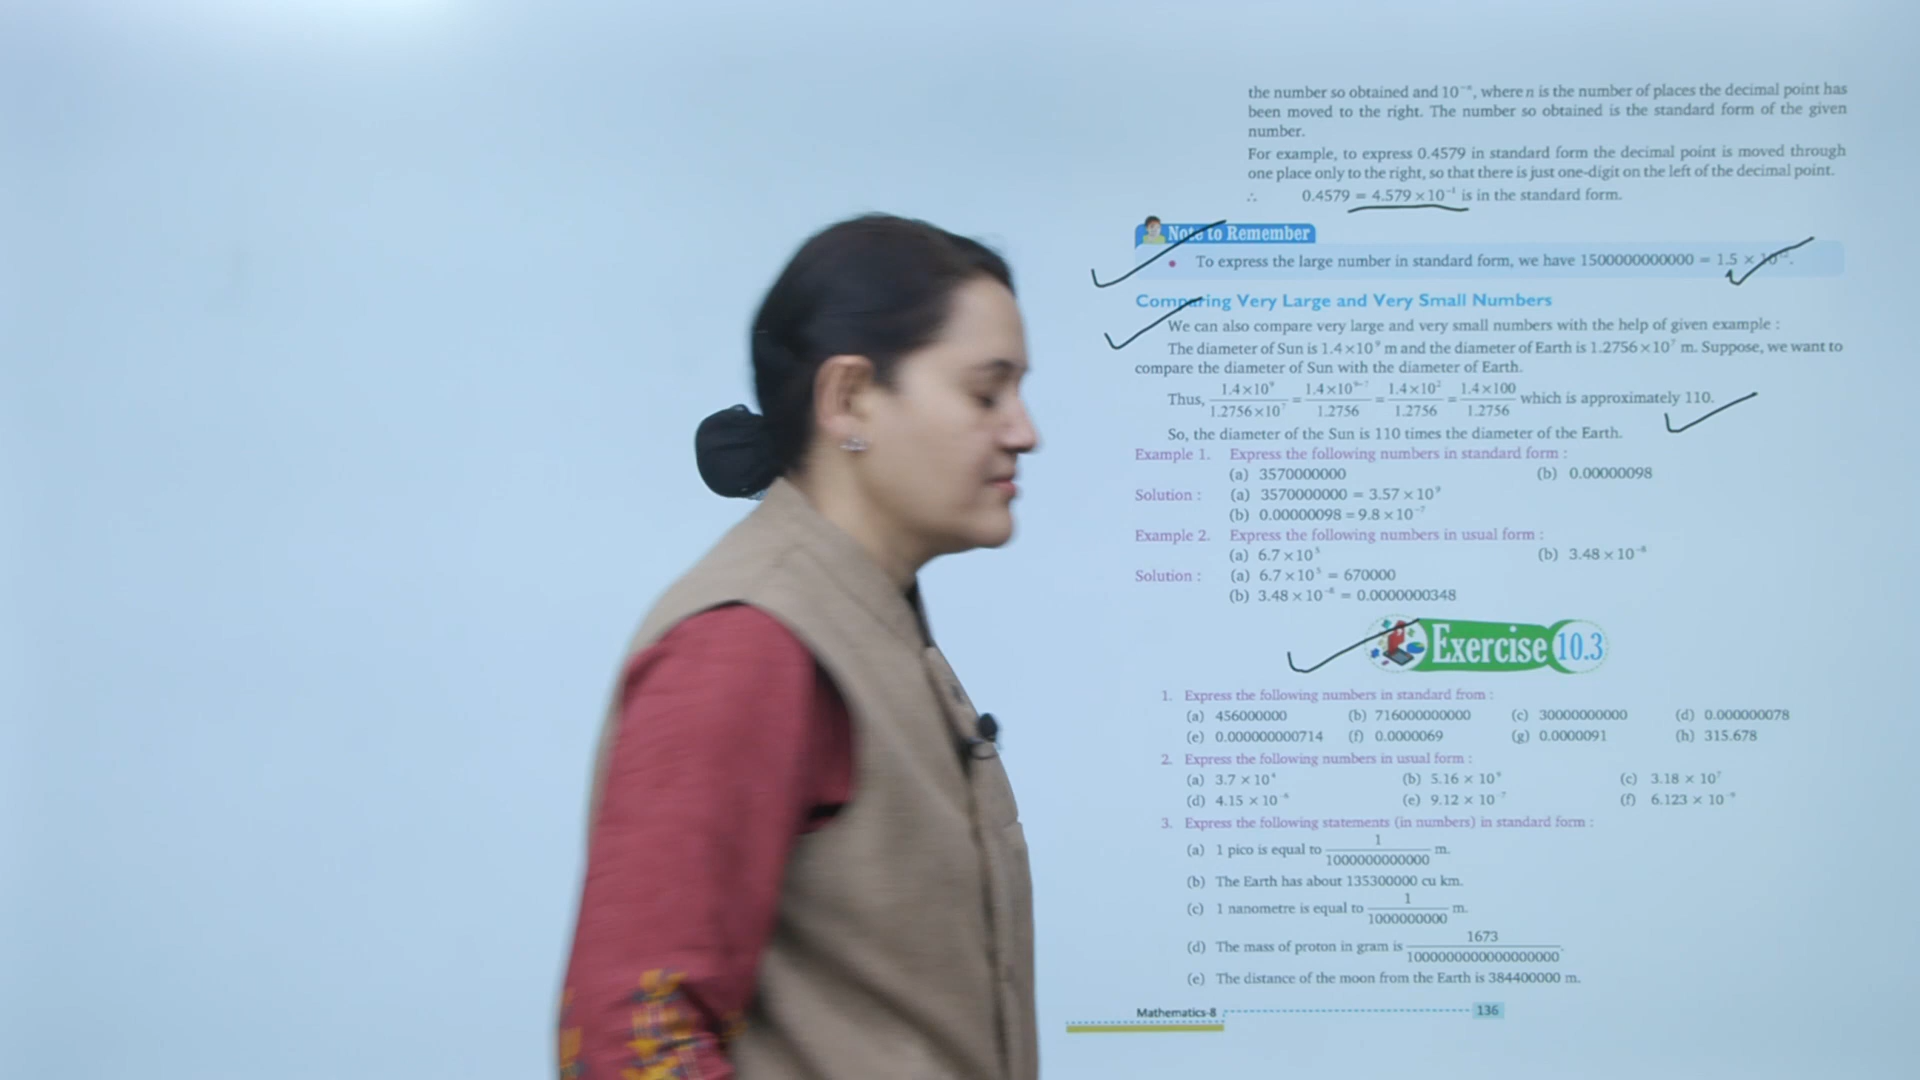 the number so obtained and 10⁻ⁿ, where n is the number of places the decimal point has
been moved to the right. The number so obtained is the standard form of the given
number.
For example, to express 0.4579 in standard form the decimal point is moved through
one place only to the right, so that there is just one-digit on the left of the decimal point.
∴ 0.4579 = 4.579 × 10⁻¹ is in the standard form.
Note to Remember
• To express the large number in standard form, we have 1500000000000 = 1.5 × 10¹².
Comparing Very Large and Very Small Numbers
We can also compare very large and very small numbers with the help of given example :
The diameter of Sun is 1.4×10⁹ m and the diameter of Earth is 1.2756×10⁷ m. Suppose, we want to
compare the diameter of Sun with the diameter of Earth.
Thus, 1.4×10⁹/1.2756×10⁷ = 1.4×10⁹⁻⁷/1.2756 = 1.4×10²/1.2756 = 1.4×100/1.2756 which is approximately 110.
So, the diameter of the Sun is 110 times the diameter of the Earth.
Example 1. Express the following numbers in standard form :
(a) 3570000000 (b) 0.00000098
Solution : (a) 3570000000 = 3.57 × 10⁹
(b) 0.00000098 = 9.8 × 10⁻⁷
Example 2. Express the following numbers in usual form :
(a) 6.7 × 10⁵ (b) 3.48 × 10⁻⁸
Solution : (a) 6.7 × 10⁵ = 670000
(b) 3.48 × 10⁻⁸ = 0.0000000348
Exercise 10.3
1. Express the following numbers in standard from :
(a) 456000000 (b) 716000000000 (c) 30000000000 (d) 0.000000078
(e) 0.000000000714 (f) 0.0000069 (g) 0.0000091 (h) 315.678
2. Express the following numbers in usual form :
(a) 3.7 × 10⁴ (b) 5.16 × 10⁹ (c) 3.18 × 10⁷
(d) 4.15 × 10 (e) 9.12 × 10⁻⁷ (f) 6.123 × 10
3. Express the following statements (in numbers) in standard form :
(a) 1 pico is equal to 1/1000000000000 m.
(b) The Earth has about 135300000 cu km.
(c) 1 nanometre is equal to 1/1000000000 m.
(d) The mass of proton in gram is 1673/1000000000000000000.
(e) The distance of the moon from the Earth is 384400000 m.
Mathematics-8 136